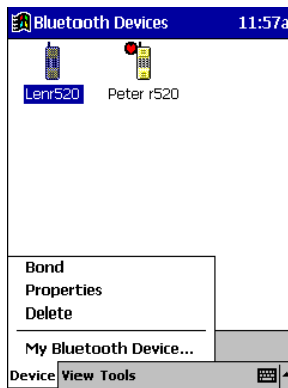 Bluetooth Devices 11:57a
Lenr520 Peter r520
Bond
Properties
Delete
My Bluetooth Device...
Device View Tools